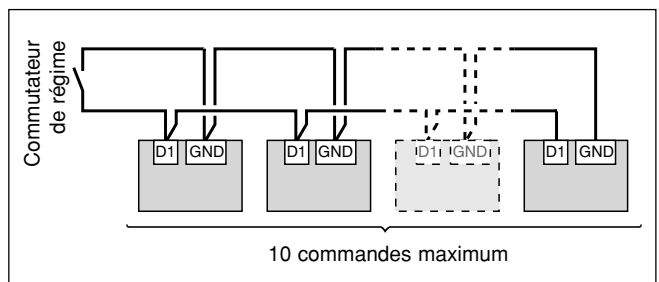 Commutateur
de régime
D1 GND
D1 GND
D1 GND
D1 GND
10 commandes maximum